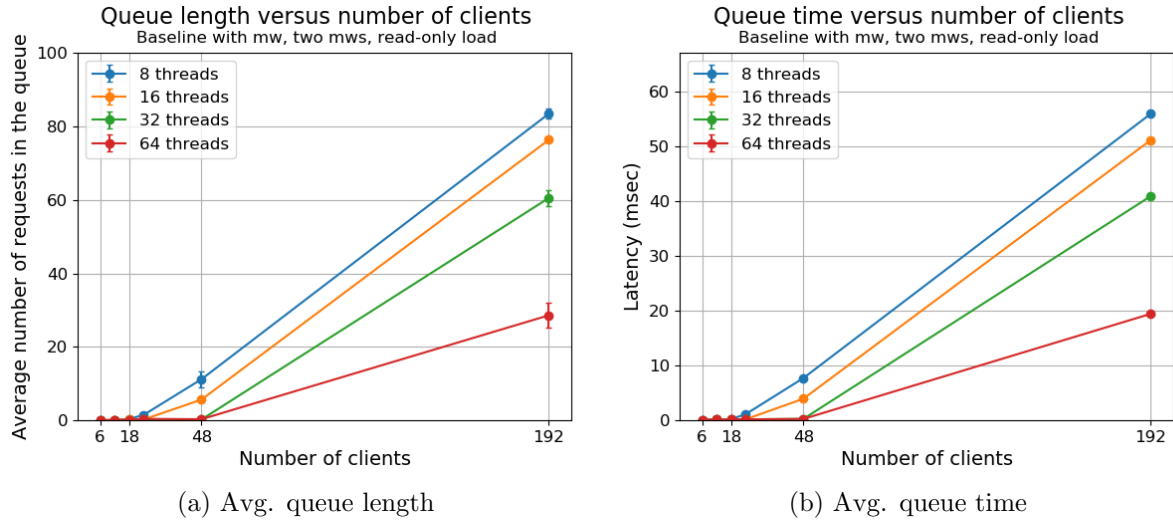 Queue length versus number of clients
Baseline with mw, two mws, read-only load
Average number of requests in the queue
100
80
60
40
20
0
8 threads
16 threads
32 threads
64 threads
6 18 48 192
Number of clients
(a) Avg. queue length
Queue time versus number of clients
Baseline with mw, two mws, read-only load
Latency (msec)
60
50
40
30
20
10
0
8 threads
16 threads
32 threads
64 threads
6 18 48 192
Number of clients
(b) Avg. queue time